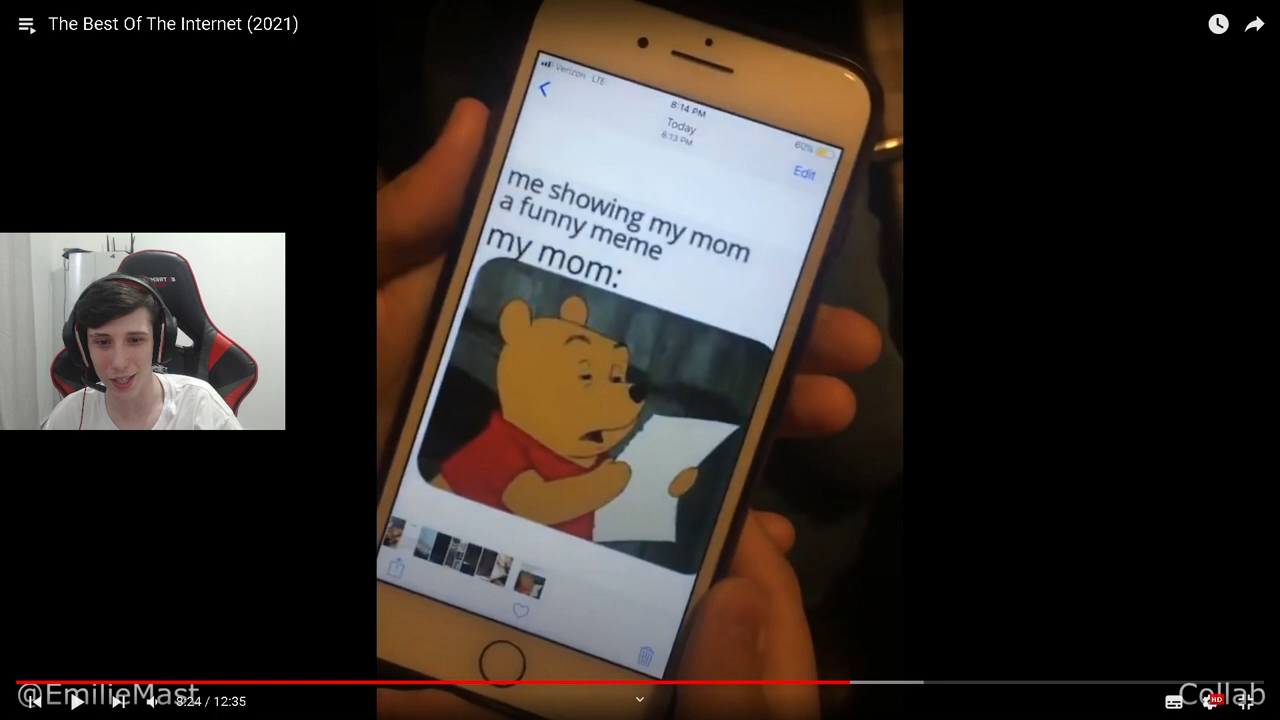 The Best Of The Internet (2021)
Verizon LTE
8:14 PM
60%
Today
8:13 PM
Edit
me showing my mom
a funny meme
my mom:
@EmilieMast
8:24 / 12:35
HD
Collab